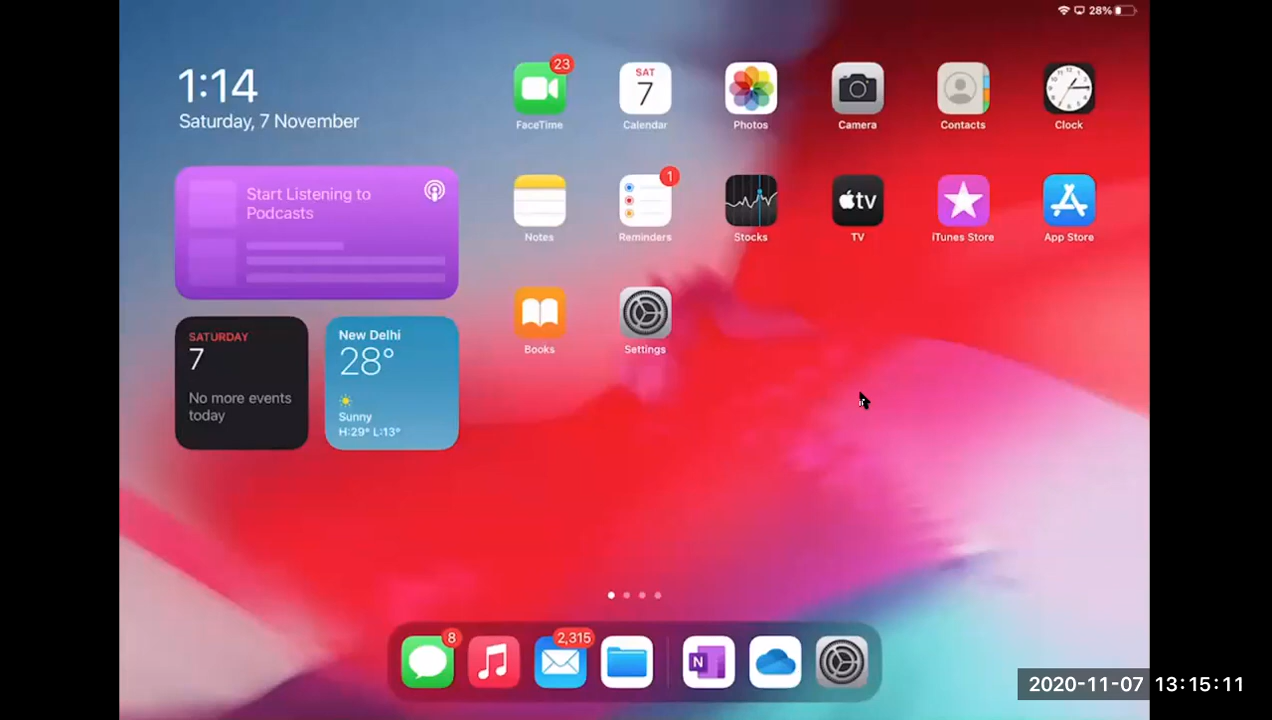 28%
1:14
Saturday, 7 November
Start Listening to
Podcasts
SATURDAY
7
No more events
today
New Delhi
28°
Sunny
H:29° L:13°
23
SAT
7
FaceTime
Calendar
Photos
Camera
Contacts
Clock
1
tv
Notes
Reminders
Stocks
TV
iTunes Store
App Store
Books
Settings
8
2,315
N
2020-11-07 13:15:11